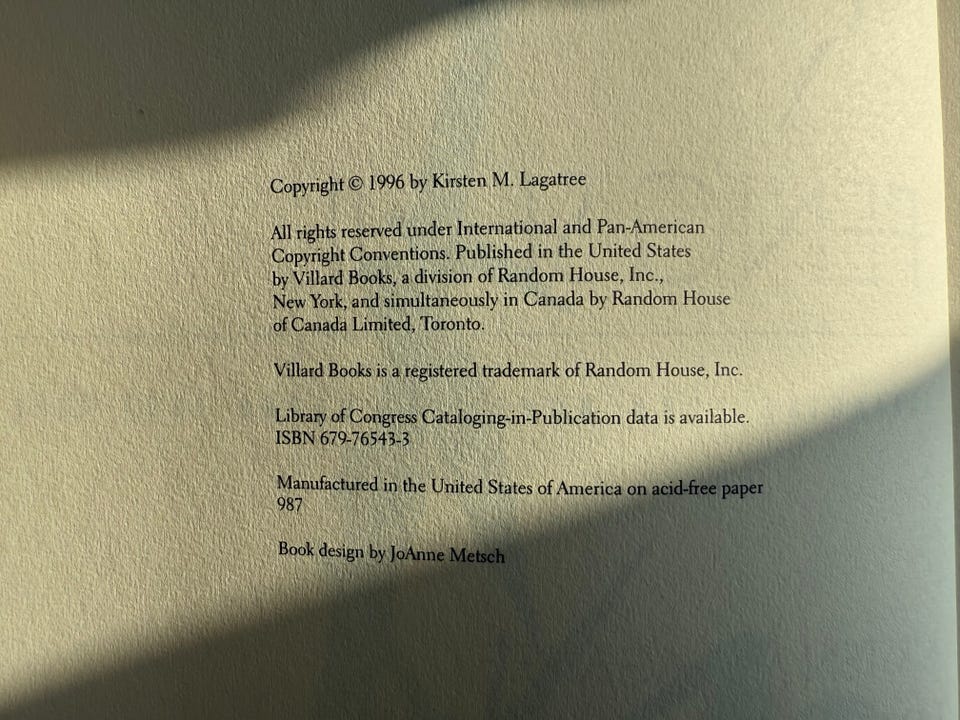 Copyright © 1996 by Kirsten M. Lagatree
All rights reserved under International and Pan-American
Copyright Conventions. Published in the United States
by Villard Books, a division of Random House, Inc.,
New York, and simultaneously in Canada by Random House
of Canada Limited, Toronto.
Villard Books is a registered trademark of Random House, Inc.
Library of Congress Cataloging-in-Publication data is available.
ISBN 679-76543-3
Manufactured in the United States of America on acid-free paper
987
Book design by JoAnne Metsch